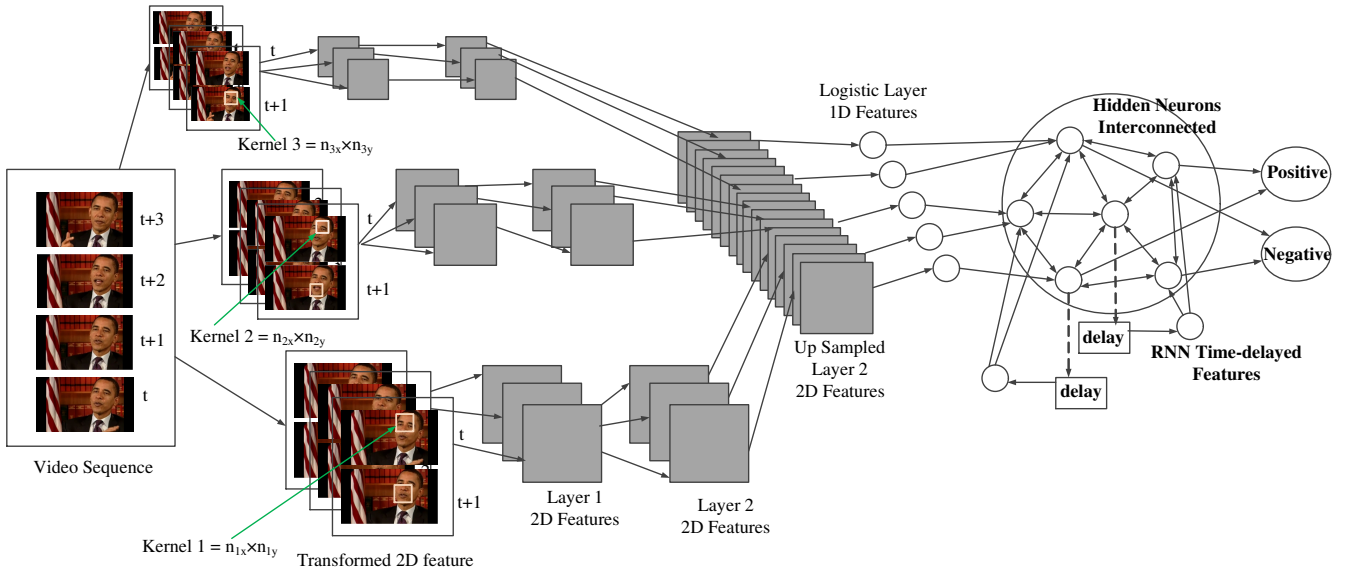 t
t+1
Kernel 3 = n3x×n3y
Logistic Layer
1D Features
Hidden Neurons
Interconnected
Positive
Negative
t+3
t+2
t+1
t
Video Sequence
t
t+1
Kernel 2 = n2x×n2y
t
t+1
Kernel 1 = n1x×n1y
Transformed 2D feature
Layer 1
2D Features
Layer 2
2D Features
Up Sampled
Layer 2
2D Features
delay
delay
RNN Time-delayed
Features